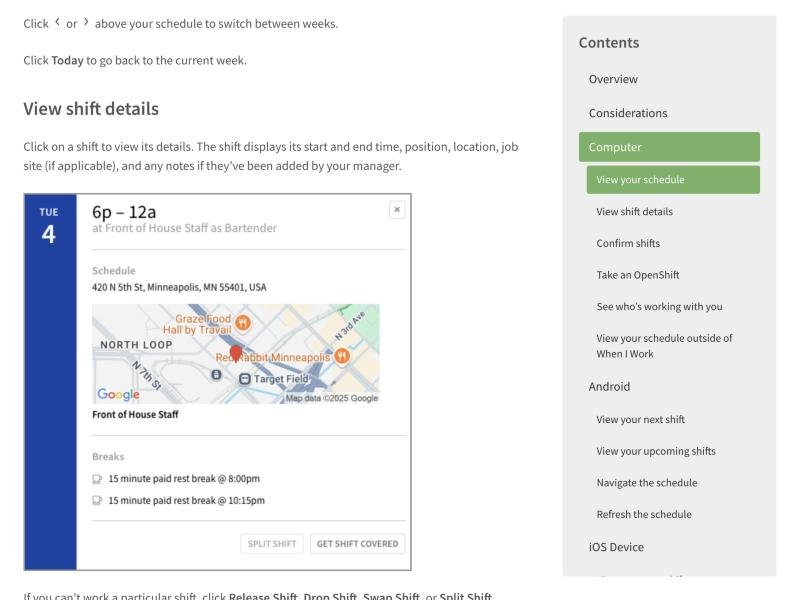 Click < or > above your schedule to switch between weeks.
Click Today to go back to the current week.
View shift details
Click on a shift to view its details. The shift displays its start and end time, position, location, job
site (if applicable), and any notes if they've been added by your manager.
TUE
4
6p – 12a
×
at Front of House Staff as Bartender
Schedule
420 N 5th St, Minneapolis, MN 55401, USA
Graze Food
Hall by Travail
N 3rd Ave
NORTH LOOP
Red Rabbit Minneapolis
N 7th St
Target Field
Google
Map data ©2025 Google
Front of House Staff
Breaks
15 minute paid rest break @ 8:00pm
15 minute paid rest break @ 10:15pm
SPLIT SHIFT
GET SHIFT COVERED
If you can't work a particular shift, click Release Shift, Drop Shift, Swap Shift, or Split Shift
Contents
Overview
Considerations
Computer
View your schedule
View shift details
Confirm shifts
Take an OpenShift
See who's working with you
View your schedule outside of
When I Work
Android
View your next shift
View your upcoming shifts
Navigate the schedule
Refresh the schedule
iOS Device